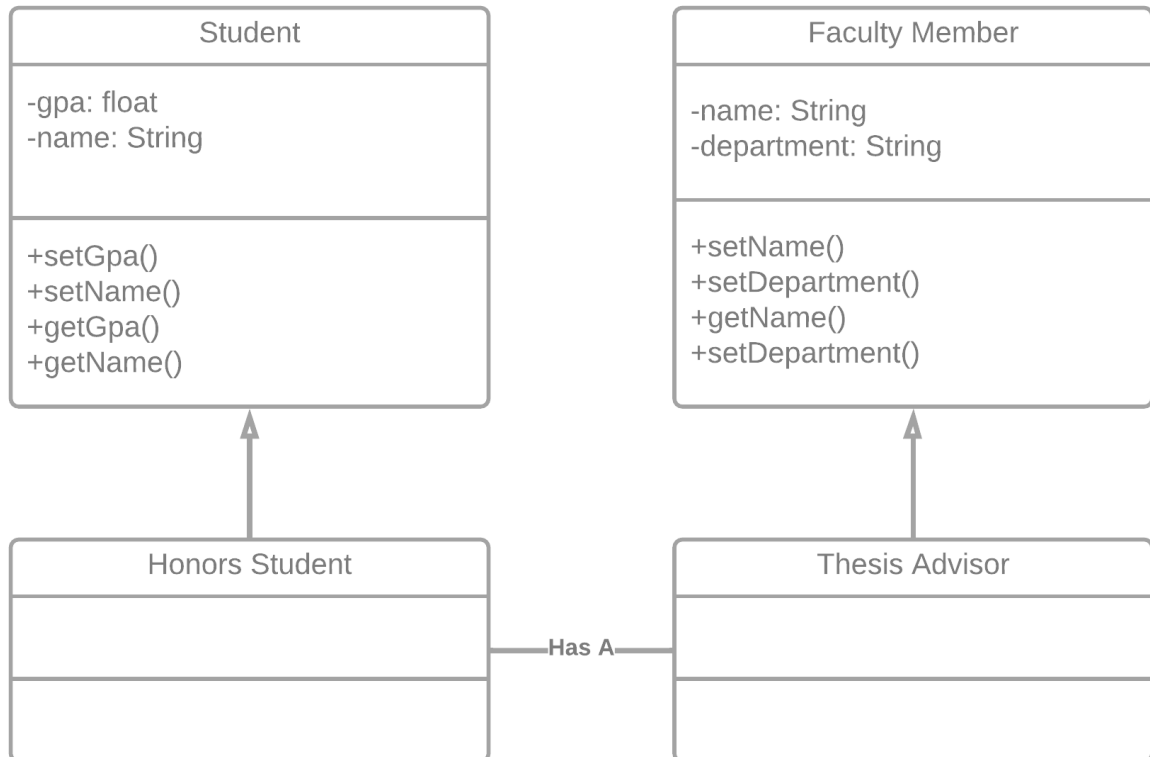 Student
-gpa: float
-name: String
+setGpa()
+setName()
+getGpa()
+getName()
Faculty Member
-name: String
-department: String
+setName()
+setDepartment()
+getName()
+setDepartment()
Honors Student
Has A
Thesis Advisor